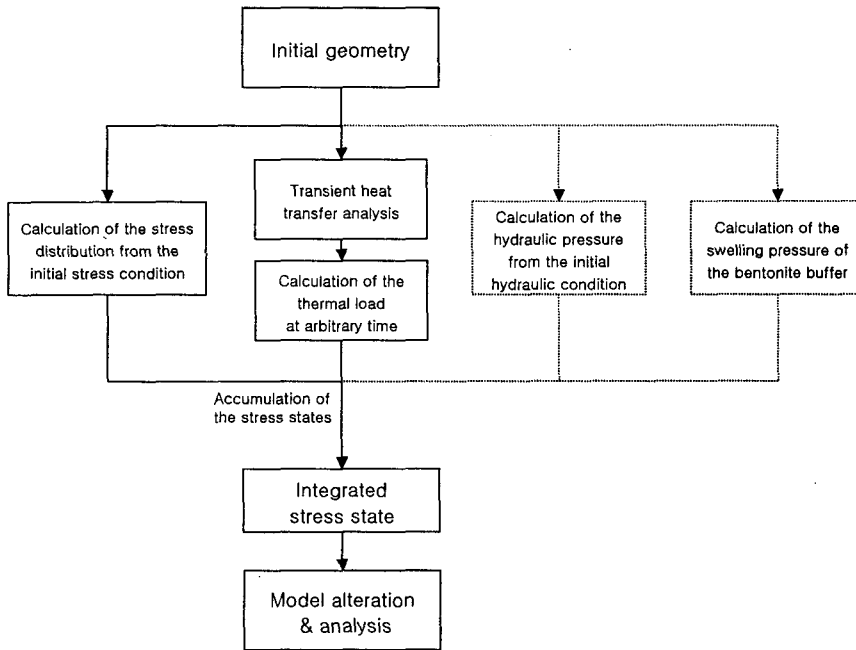 Initial geometry
Calculation of the stress
distribution from the
initial stress condition
Transient heat
transfer analysis
Calculation of the
thermal load
at arbitrary time
Calculation of the
hydraulic pressure
from the initial
hydraulic condition
Calculation of the
swelling pressure of
the bentonite buffer
Accumulation of
the stress states
Integrated
stress state
Model alteration
& analysis